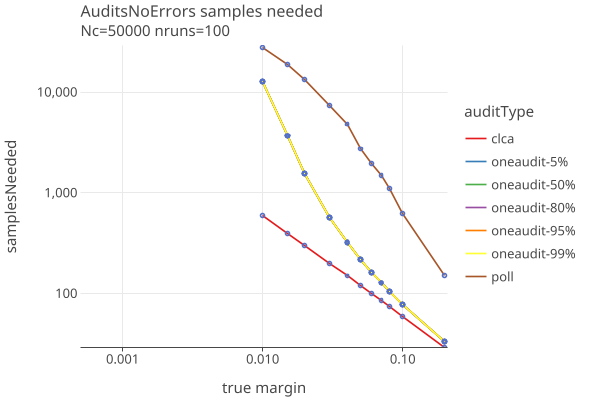 AuditsNoErrors samples needed
Nc=50000 nruns=100
samplesNeeded
10,000
1,000
100
0.001
0.010
0.10
true margin
auditType
clca
oneaudit-5%
oneaudit-50%
oneaudit-80%
oneaudit-95%
oneaudit-99%
poll